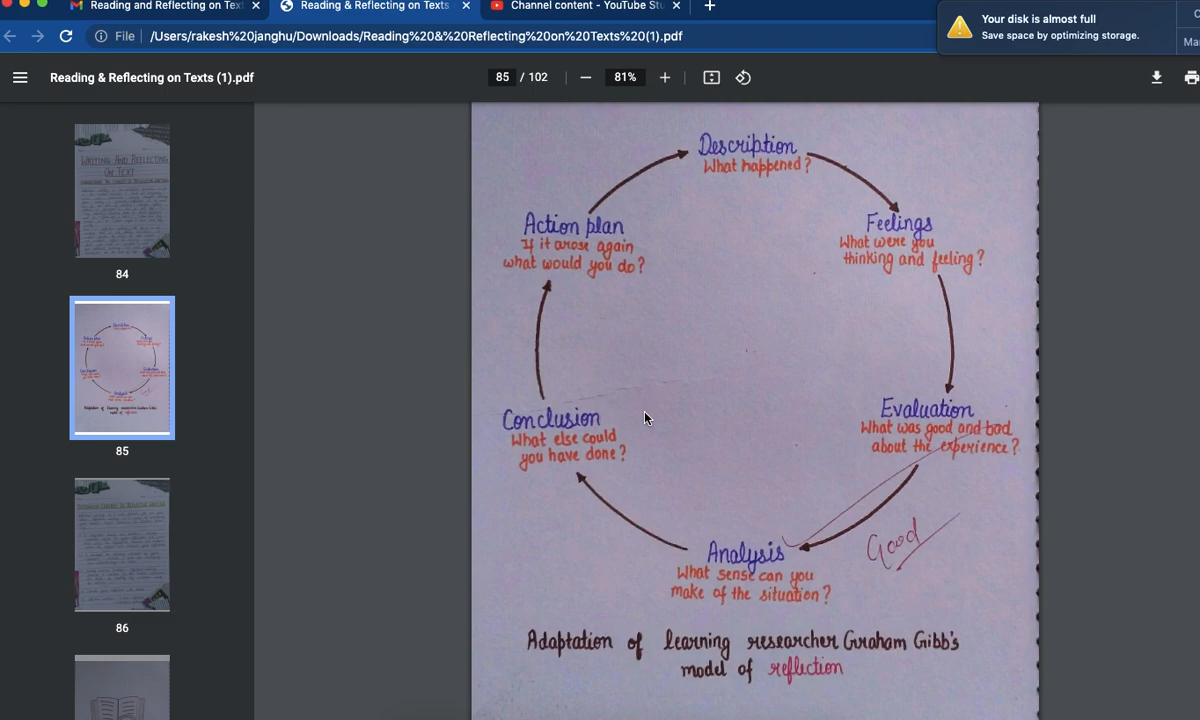 Reading and Reflecting on Tex
Reading & Reflecting on Texts
Channel content - YouTube Stu
Your disk is almost full
Save space by optimizing storage.
File
/Users/rakesh%20janghu/Downloads/Reading%20&%20Reflecting%20on%20Texts%20(1).pdf
Reading & Reflecting on Texts (1).pdf
85 / 102
81%
WRITING AND REFLECTING
ON TEXT
84
85
86
Description
What happened?
Feelings
What were you
thinking and feeling?
Evaluation
What was good and bad
about the experience?
Analysis
What sense can you
make of the situation?
Conclusion
What else could
you have done?
Action plan
If it arose again
what would you do?
Good
Adaptation of learning researcher Graham Gibb's
model of reflection